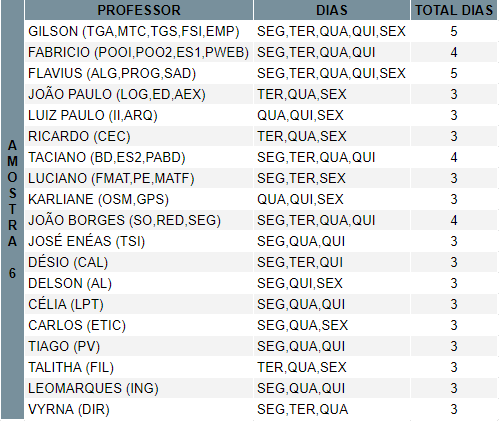 PROFESSOR DIAS TOTAL DIAS
AMOSTRA 6
GILSON (TGA,MTC,TGS,FSI,EMP) SEG,TER,QUA,QUI,SEX 5
FABRICIO (POOI,POO2,ES1,PWEB) SEG,TER,QUA,QUI 4
FLAVIUS (ALG,PROG,SAD) SEG,TER,QUA,QUI,SEX 5
JOÃO PAULO (LOG,ED,AEX) TER,QUA,SEX 3
LUIZ PAULO (II,ARQ) QUA,QUI,SEX 3
RICARDO (CEC) TER,QUA,SEX 3
TACIANO (BD,ES2,PABD) SEG,TER,QUA,QUI 4
LUCIANO (FMAT,PE,MATF) SEG,TER,SEX 3
KARLIANE (OSM,GPS) QUA,QUI,SEX 3
JOÃO BORGES (SO,RED,SEG) SEG,TER,QUA,QUI 4
JOSÉ ENÉAS (TSI) SEG,QUA,QUI 3
DÉSIO (CAL) SEG,TER,QUI 3
DELSON (AL) SEG,QUI,SEX 3
CÉLIA (LPT) SEG,QUA,QUI 3
CARLOS (ETIC) SEG,QUA,SEX 3
TIAGO (PV) SEG,QUA,QUI 3
TALITHA (FIL) TER,QUA,SEX 3
LEOMARQUES (ING) SEG,QUA,QUI 3
VYRNA (DIR) SEG,TER,QUA 3